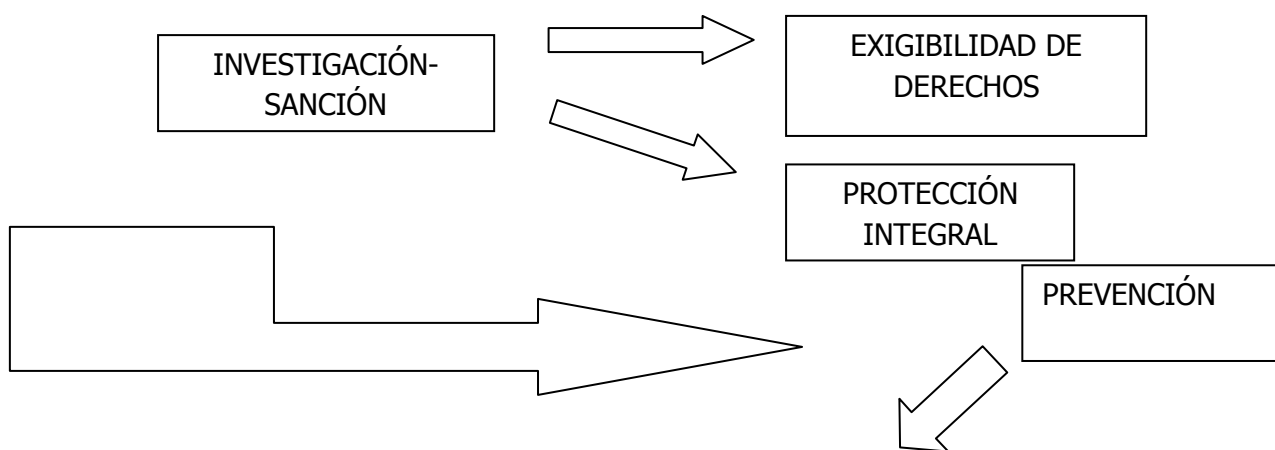 INVESTIGACIÓN-
SANCIÓN
EXIGIBILIDAD DE
DERECHOS
PROTECCIÓN
INTEGRAL
PREVENCIÓN